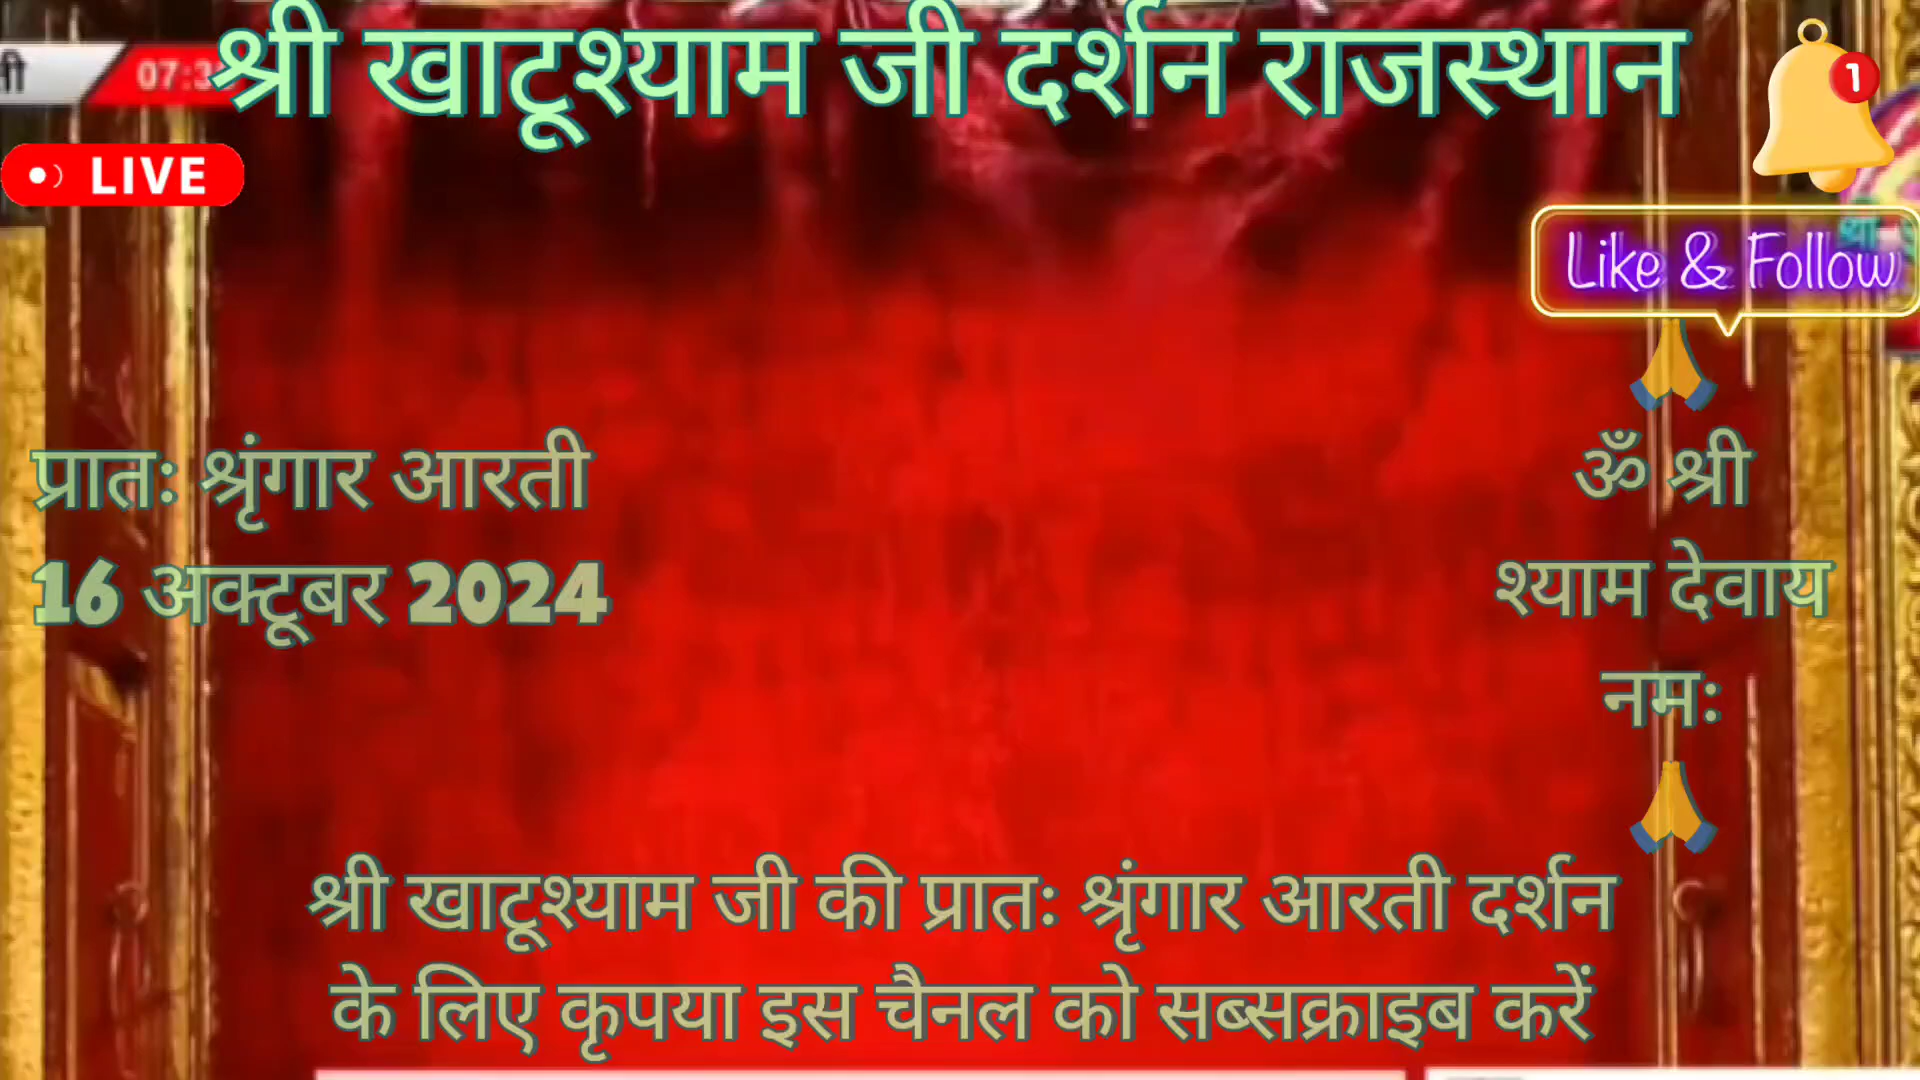 श्री खाटूश्याम जी दर्शन राजस्थान
1
LIVE
Like & Follow
प्रातः श्रृंगार आरती
16 अक्टूबर 2024
ॐ श्री
श्याम देवाय
नमः
श्री खाटूश्याम जी की प्रातः श्रृंगार आरती दर्शन
के लिए कृपया इस चैनल को सब्सक्राइब करें